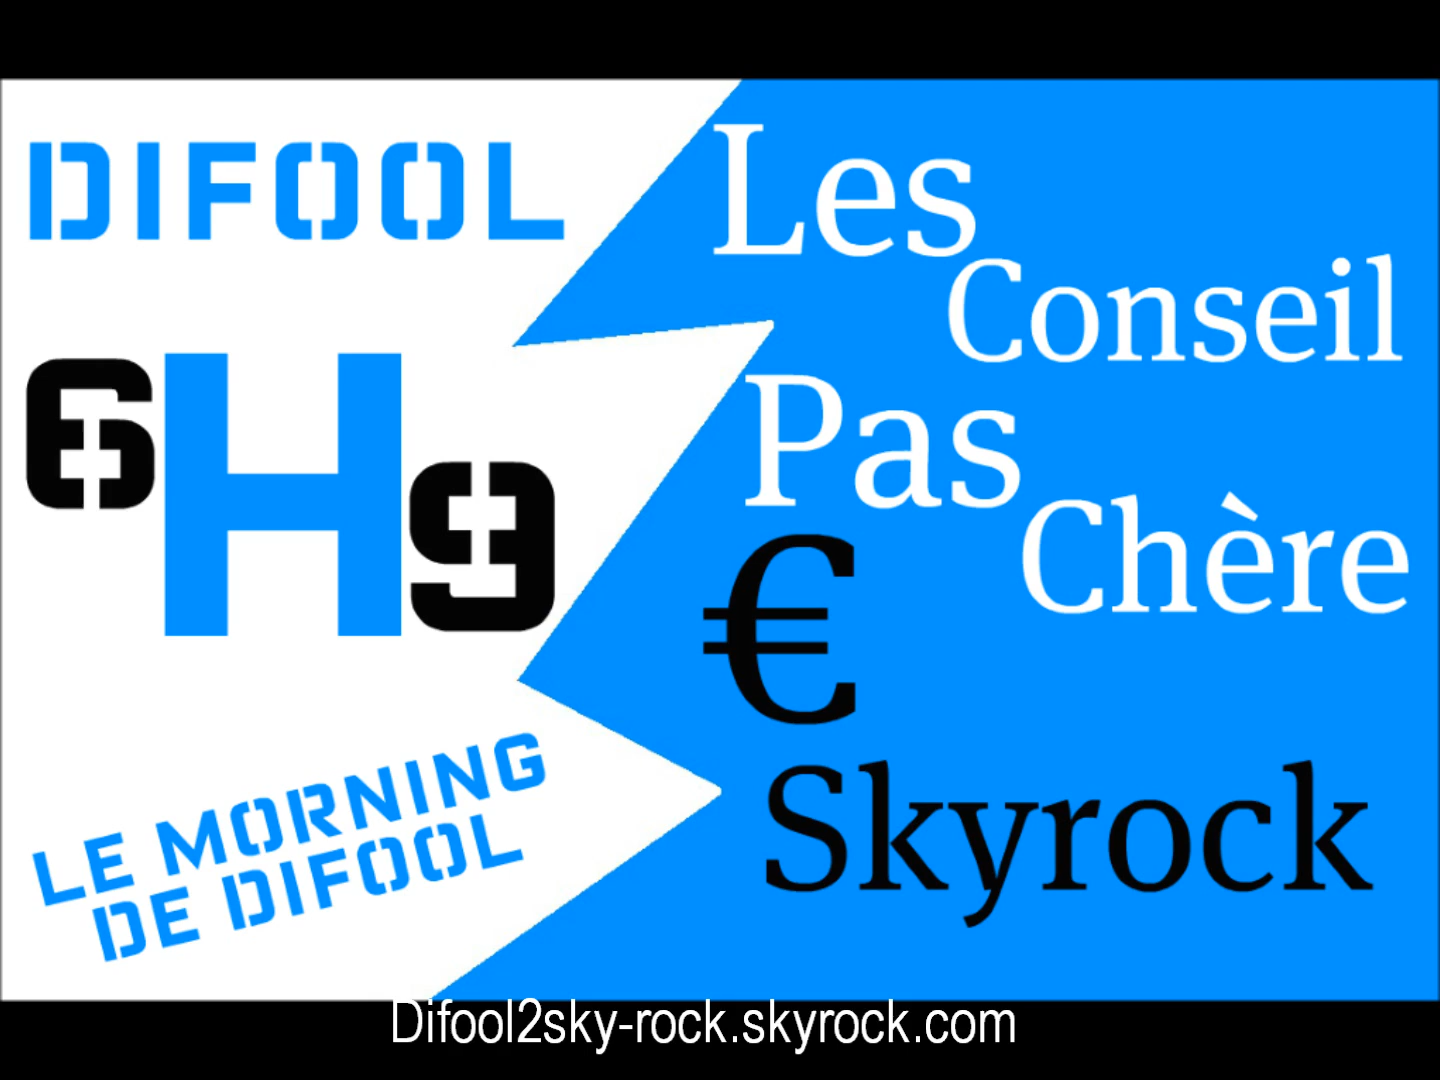 DIFOOL
6H9
LE MORNING
DE DIFOOL
Les
Conseil
Pas
Chère
€
Skyrock
Difool2sky-rock.skyrock.com